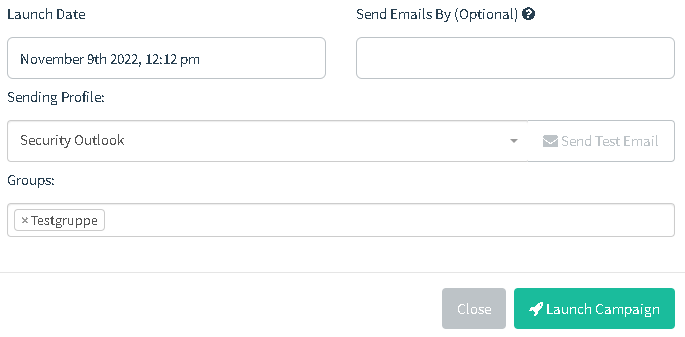 Launch Date
Send Emails By (Optional) ?
November 9th 2022, 12:12 pm
Sending Profile:
Security Outlook
Send Test Email
Groups:
× Testgruppe
Close
Launch Campaign